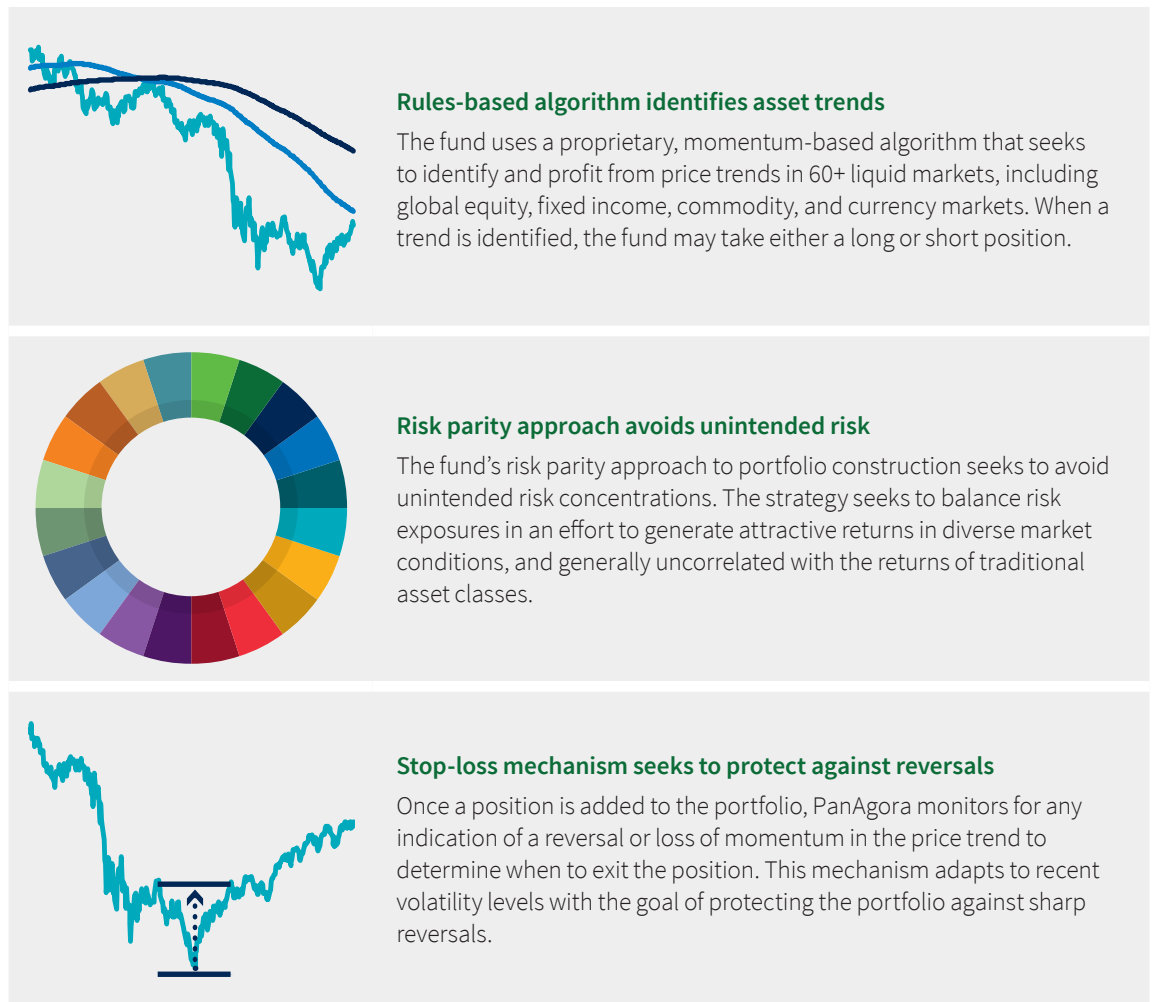 Rules-based algorithm identifies asset trends
The fund uses a proprietary, momentum-based algorithm that seeks
to identify and profit from price trends in 60+ liquid markets, including
global equity, fixed income, commodity, and currency markets. When a
trend is identified, the fund may take either a long or short position.
Risk parity approach avoids unintended risk
The fund’s risk parity approach to portfolio construction seeks to avoid
unintended risk concentrations. The strategy seeks to balance risk
exposures in an effort to generate attractive returns in diverse market
conditions, and generally uncorrelated with the returns of traditional
asset classes.
Stop-loss mechanism seeks to protect against reversals
Once a position is added to the portfolio, PanAgora monitors for any
indication of a reversal or loss of momentum in the price trend to
determine when to exit the position. This mechanism adapts to recent
volatility levels with the goal of protecting the portfolio against sharp
reversals.